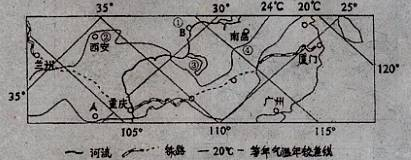 35° 30° 24℃ 20℃ 25°
① B
② 西安 南昌
④ 厦门
兰州 ③ 120°
35° A 重庆 广州
105° 110° 115°
河流 铁路 —20℃— 等年气温年较差线